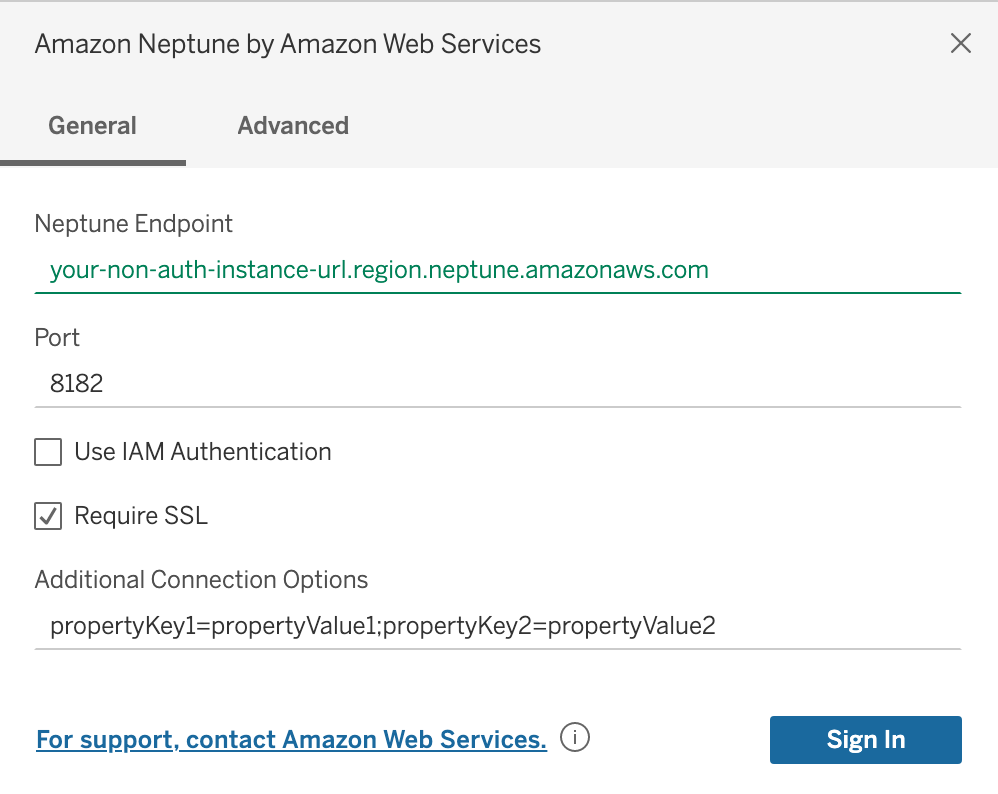 Amazon Neptune by Amazon Web Services
General Advanced
Neptune Endpoint
your-non-auth-instance-url.region.neptune.amazonaws.com
Port
8182
Use IAM Authentication
Require SSL
Additional Connection Options
propertyKey1=propertyValue1;propertyKey2=propertyValue2
For support, contact Amazon Web Services. i Sign In